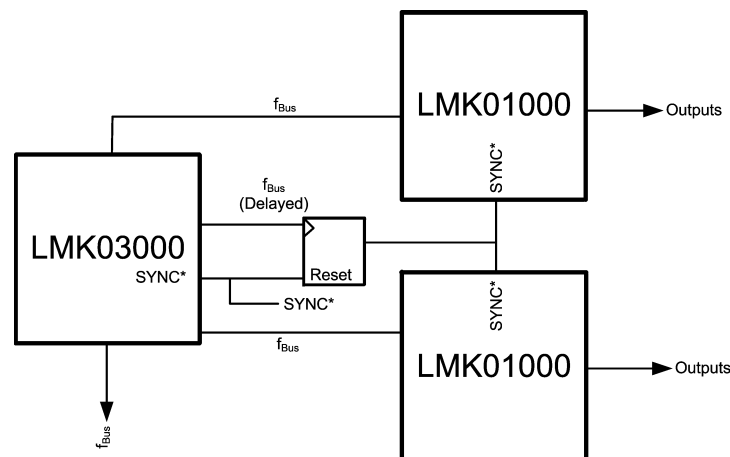 f_Bus
LMK01000
Outputs
SYNC*
f_Bus
(Delayed)
LMK03000
SYNC*
Reset
SYNC*
SYNC*
f_Bus
LMK01000
Outputs
f_Bus